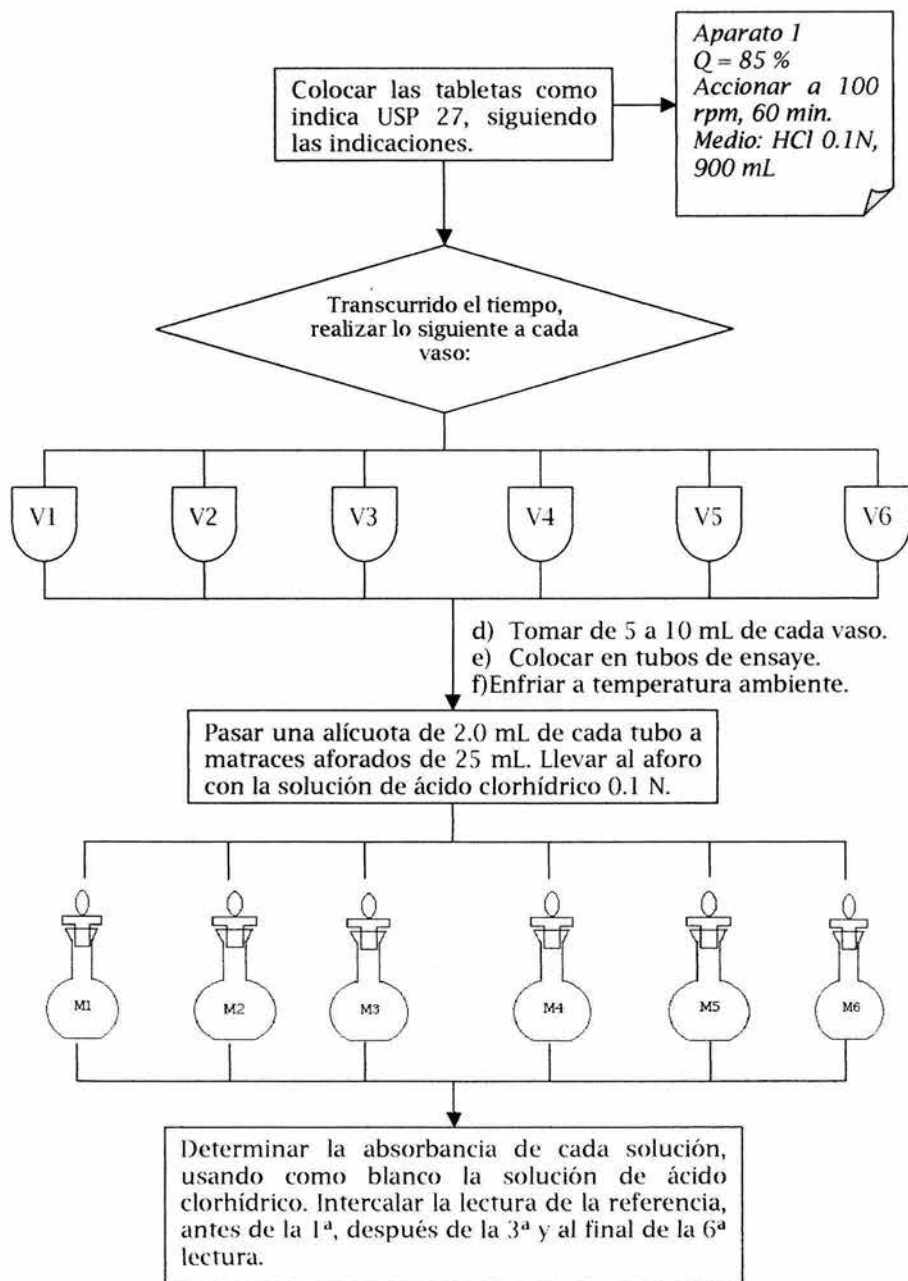 Colocar las tabletas como
indica USP 27, siguiendo
las indicaciones.
Aparato 1
Q = 85 %
Accionar a 100
rpm, 60 min.
Medio: HCl 0.1N,
900 mL
Transcurrido el tiempo,
realizar lo siguiente a cada
vaso:
V1 V2 V3 V4 V5 V6
d) Tomar de 5 a 10 mL de cada vaso.
e) Colocar en tubos de ensaye.
f)Enfriar a temperatura ambiente.
Pasar una alícuota de 2.0 mL de cada tubo a
matraces aforados de 25 mL. Llevar al aforo
con la solución de ácido clorhídrico 0.1 N.
M1 M2 M3 M4 M5 M6
Determinar la absorbancia de cada solución,
usando como blanco la solución de ácido
clorhídrico. Intercalar la lectura de la referencia,
antes de la 1ª, después de la 3ª y al final de la 6ª
lectura.